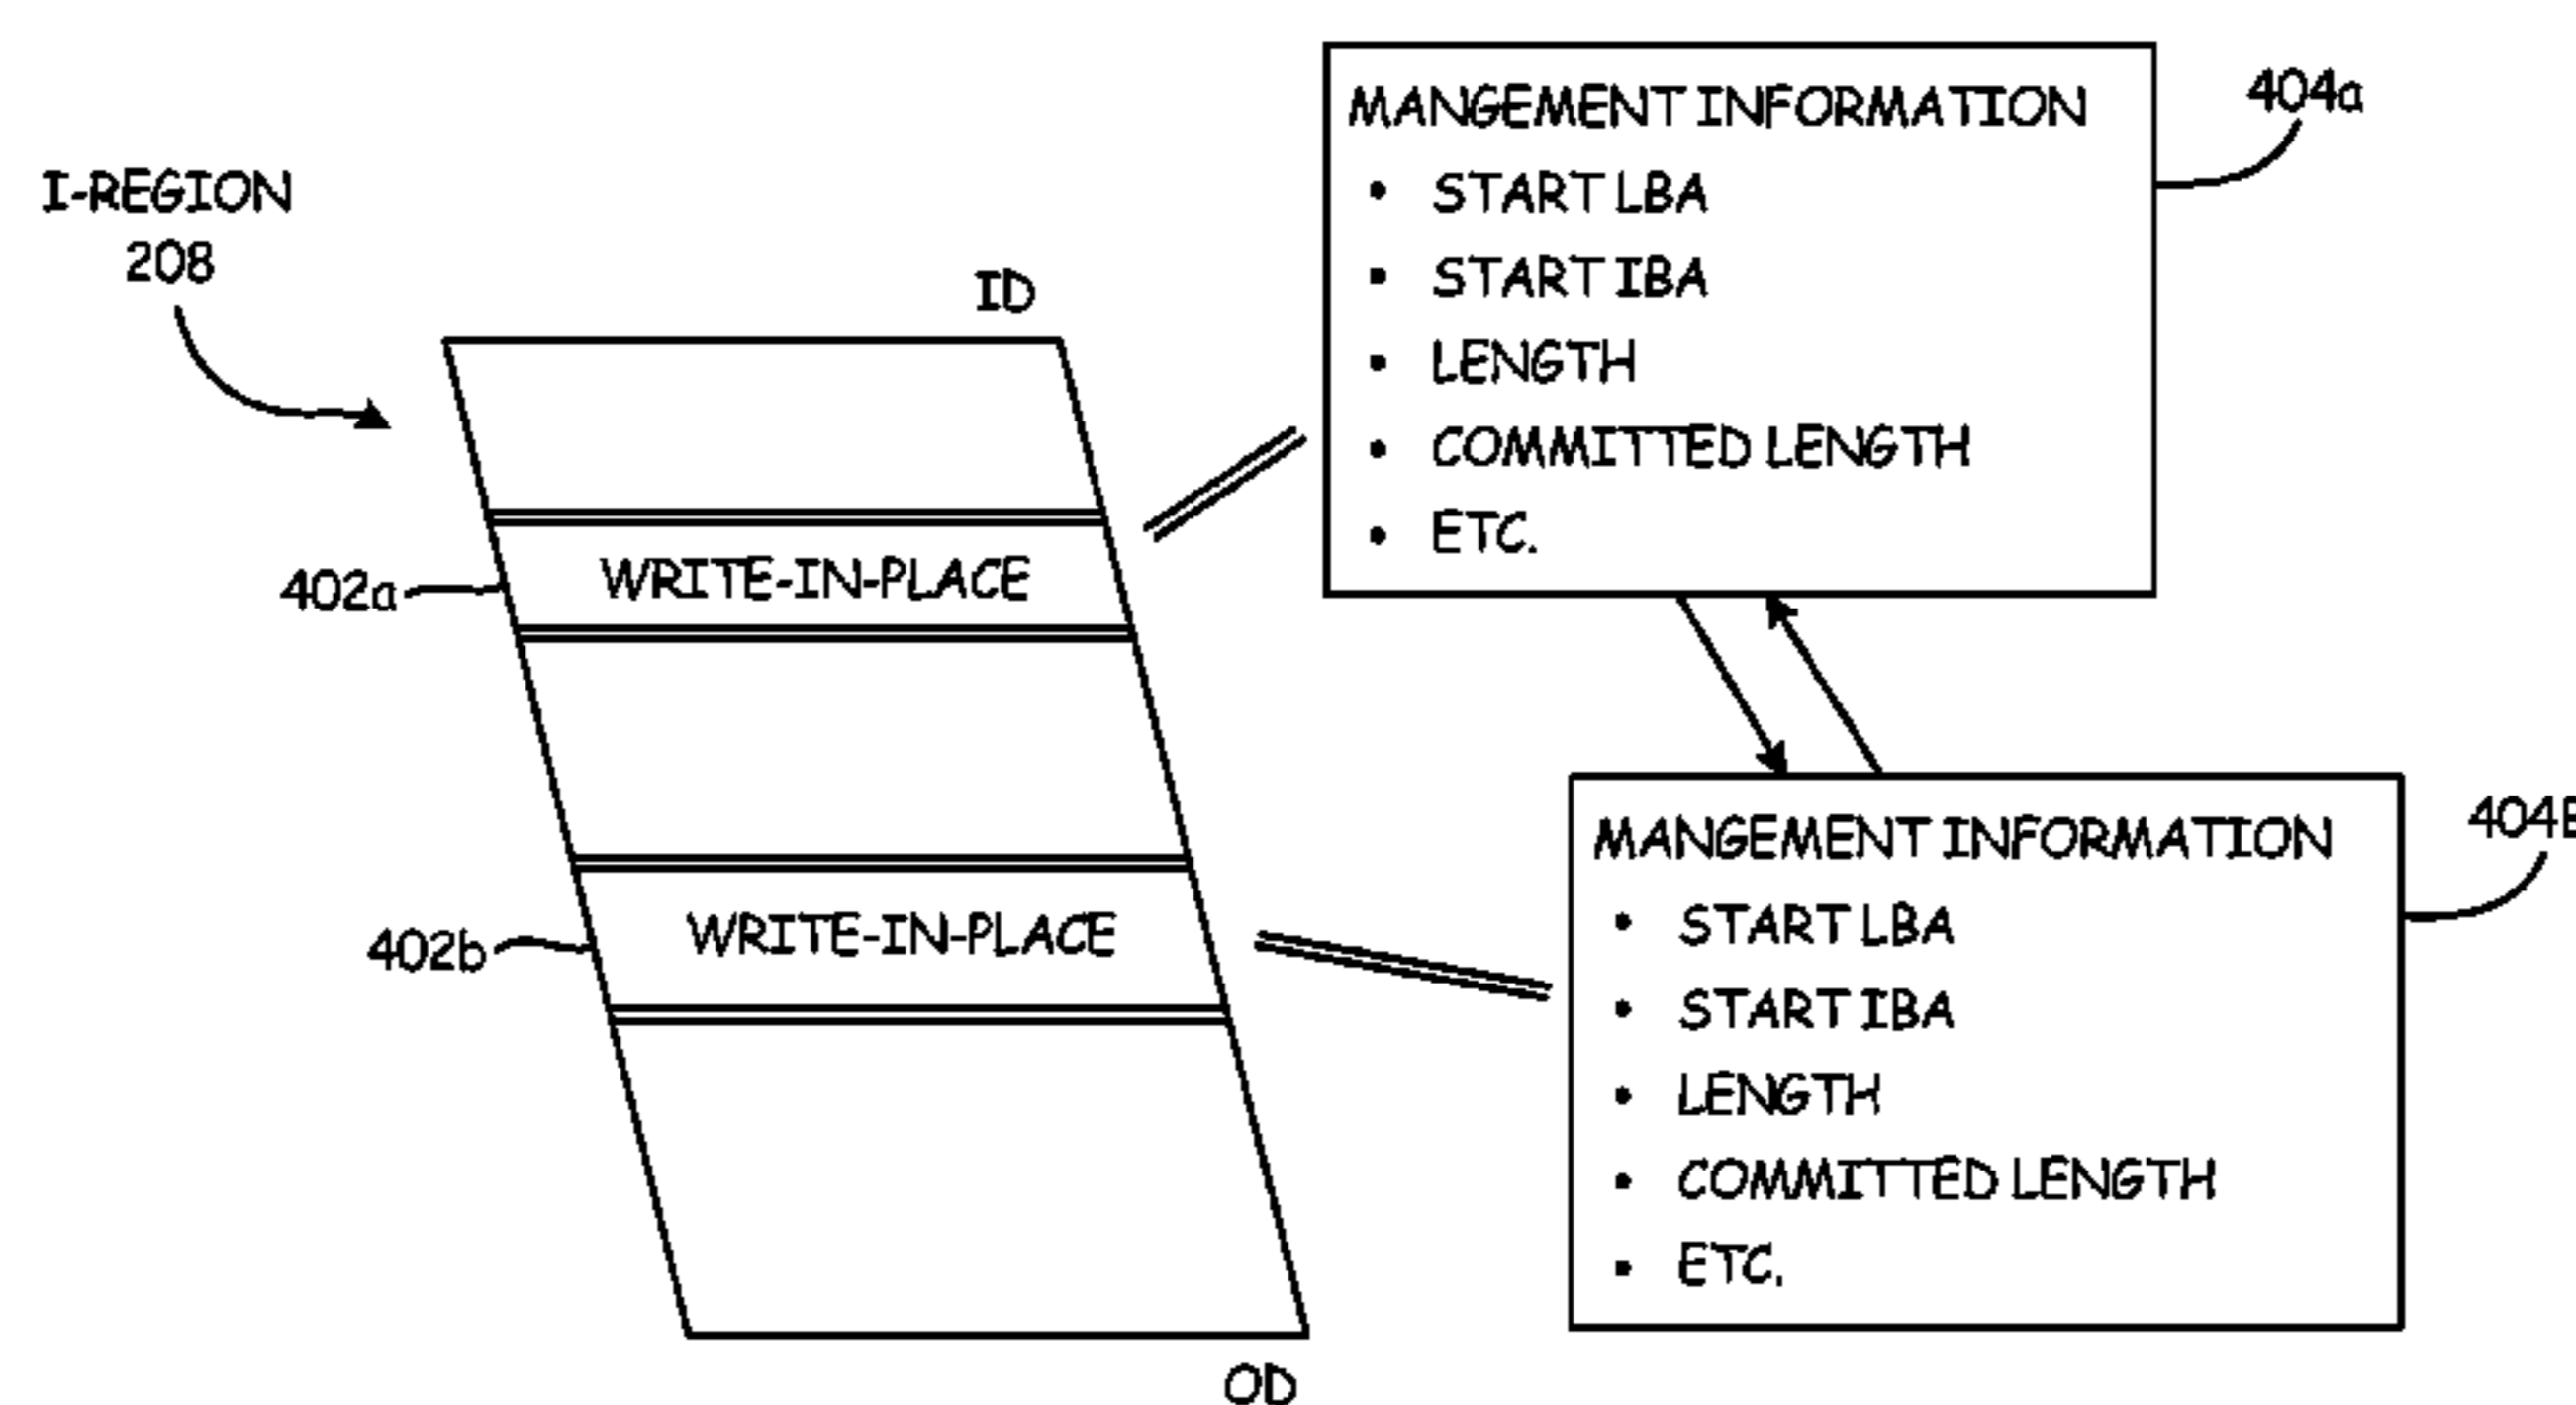 I-REGION
208
ID
402a
WRITE-IN-PLACE
402b
WRITE-IN-PLACE
OD
MANGEMENT INFORMATION
• START LBA
• START IBA
• LENGTH
• COMMITTED LENGTH
• ETC.
404a
MANGEMENT INFORMATION
• START LBA
• START IBA
• LENGTH
• COMMITTED LENGTH
• ETC.